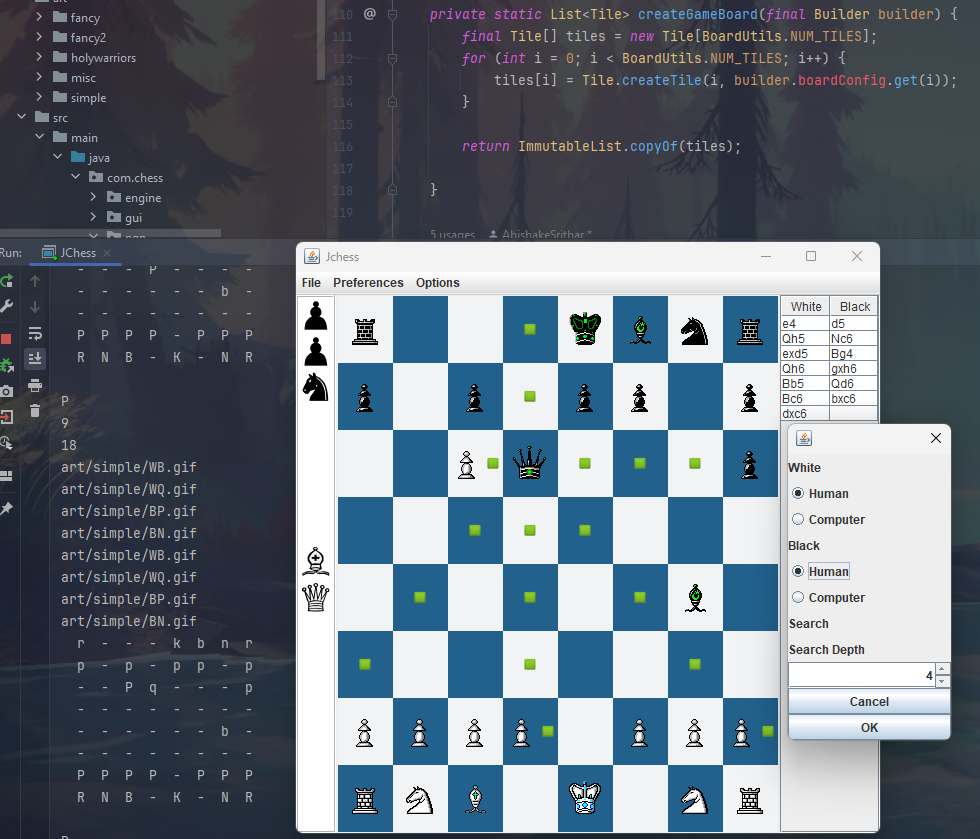 art
fancy
fancy2
holywarriors
misc
simple
src
main
java
com.chess
engine
gui
110 @ private static List<Tile> createGameBoard(final Builder builder) {
111 final Tile[] tiles = new Tile[BoardUtils.NUM_TILES];
112 for (int i = 0; i < BoardUtils.NUM_TILES; i++) {
113 tiles[i] = Tile.createTile(i, builder.boardConfig.get(i));
114 }
115
116 return ImmutableList.copyOf(tiles);
117
118 }
119
5 usages AbishakeSrithar *
Run: JChess
- - - P - - - -
- - - - - - b -
- - - - - - - -
P P P P - P P P
R N B - K - N R
P
9
18
art/simple/WB.gif
art/simple/WQ.gif
art/simple/BP.gif
art/simple/BN.gif
art/simple/WB.gif
art/simple/WQ.gif
art/simple/BP.gif
art/simple/BN.gif
r - - - k b n r
p - p - p p - p
- - P q - - - p
- - - - - - - -
- - - - - - b -
- - - - - - - -
P P P P - P P P
R N B - K - N R
Jchess
File Preferences Options
White Black
e4 d5
Qh5 Nc6
exd5 Bg4
Qh6 gxh6
Bb5 Qd6
Bc6 bxc6
dxc6
White
Human
Computer
Black
Human
Computer
Search
Search Depth
4
Cancel
OK